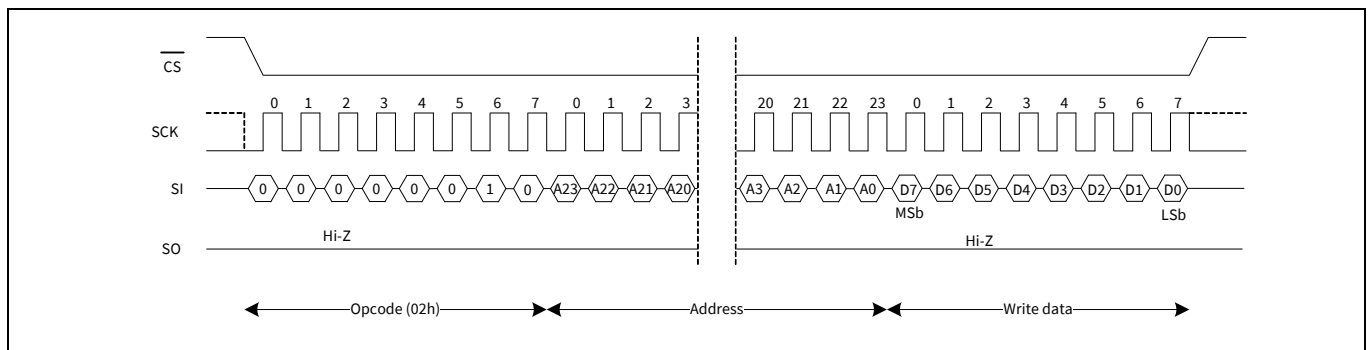 CS
0 1 2 3 4 5 6 7 0 1 2 3 20 21 22 23 0 1 2 3 4 5 6 7
SCK
SI 0 0 0 0 0 0 1 0 A23 A22 A21 A20 A3 A2 A1 A0 D7 D6 D5 D4 D3 D2 D1 D0
MSb LSb
Hi-Z Hi-Z
SO
Opcode (02h) Address Write data